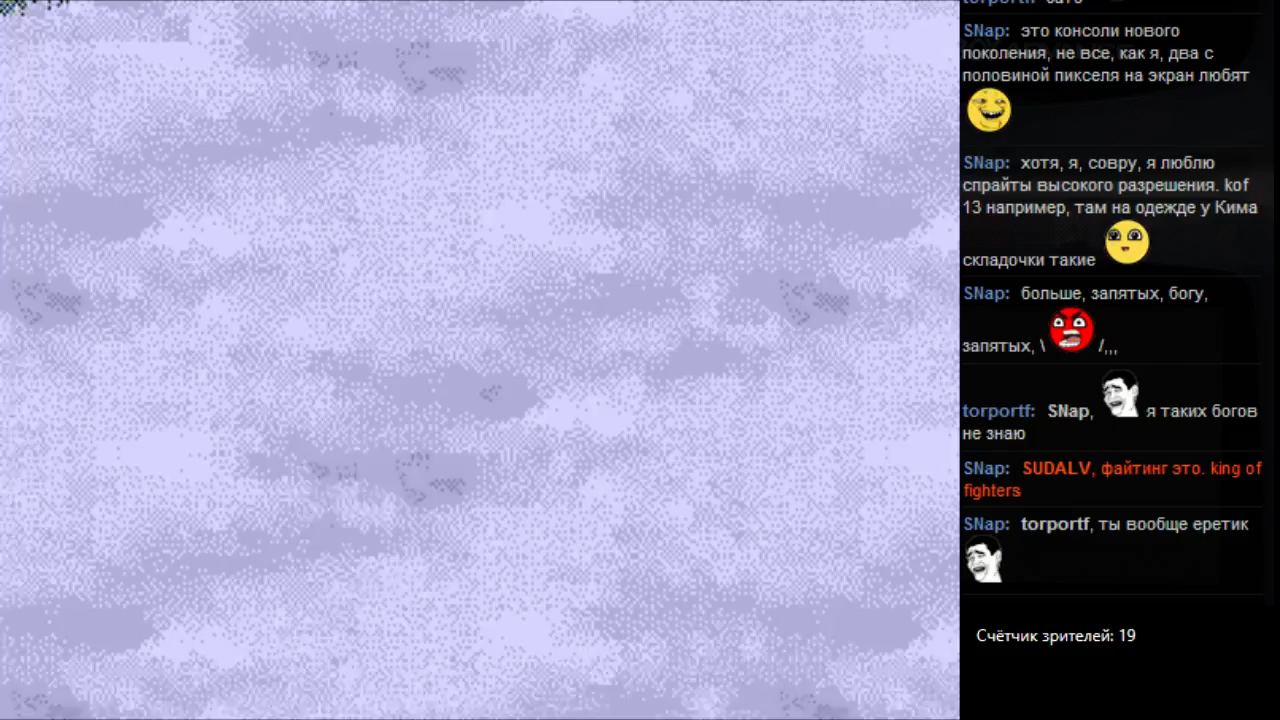 SNap: это консоли нового
поколения, не все, как я, два с
половиной пикселя на экран любят
SNap: хотя, я, совру, я люблю
спрайты высокого разрешения. kof
13 например, там на одежде у Кима
складочки такие
SNap: больше, запятых, богу,
запятых, \ /,,,
torportf: SNap, я таких богов
не знаю
SNap: SUDALV, файтинг это. king of
fighters
SNap: torportf, ты вообще еретик
Счётчик зрителей: 19